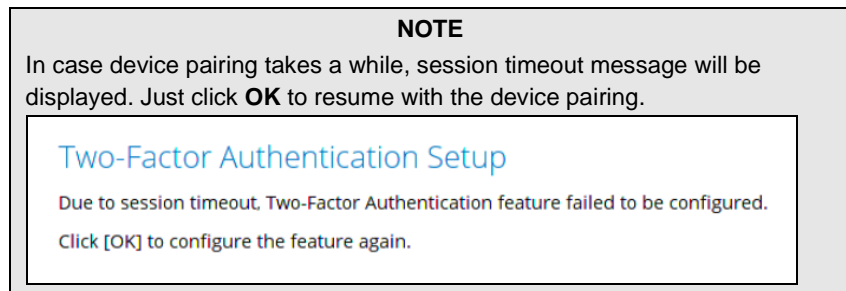 NOTE
In case device pairing takes a while, session timeout message will be
displayed. Just click OK to resume with the device pairing.
Two-Factor Authentication Setup
Due to session timeout, Two-Factor Authentication feature failed to be configured.
Click [OK] to configure the feature again.